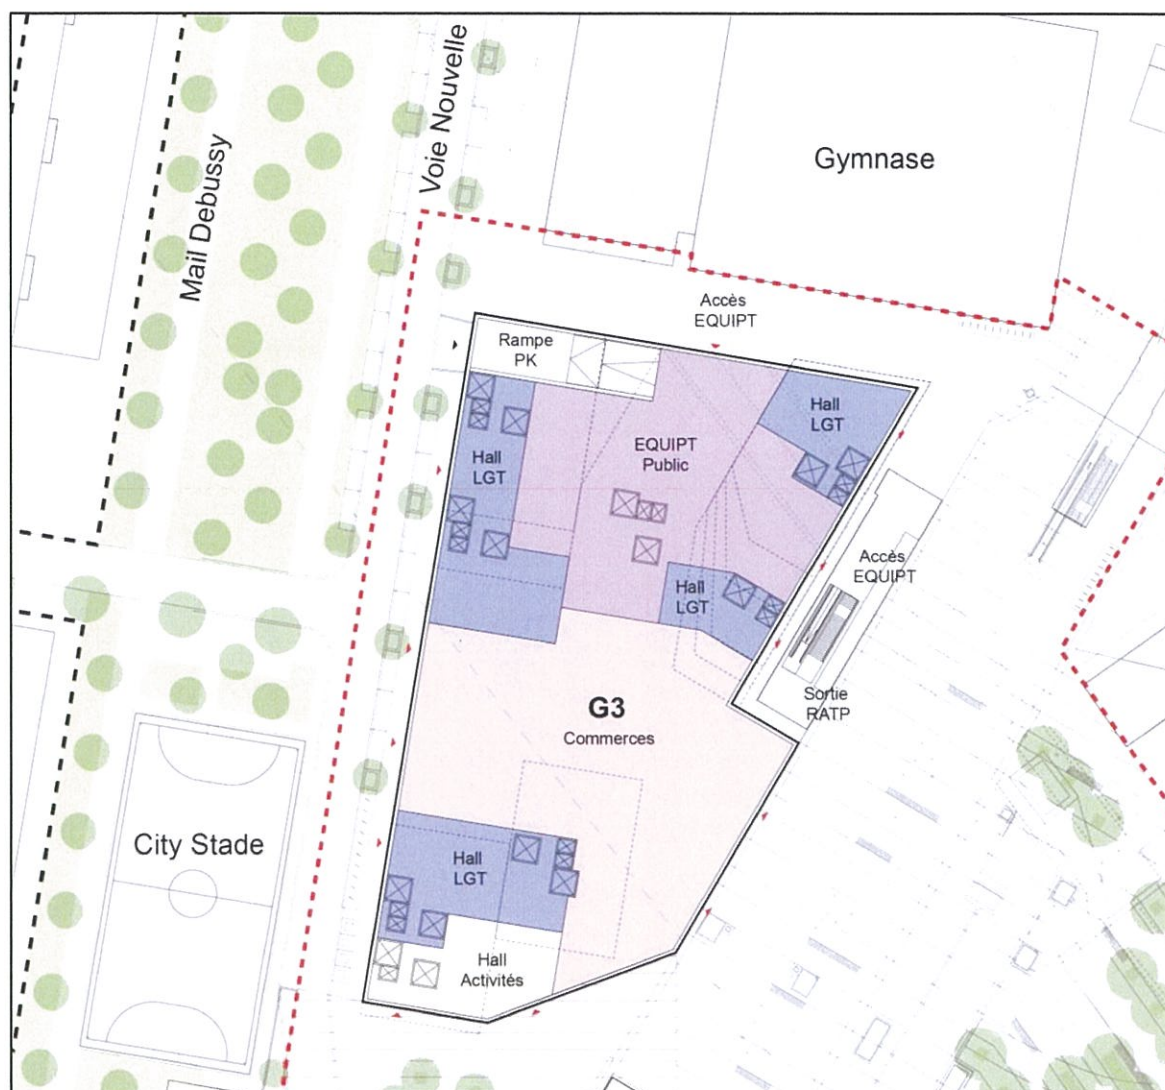 Voie Nouvelle
Mail Debussy
Gymnase
Accès
EQUIPT
Rampe
PK
Hall
LGT
EQUIPT
Public
Hall
LGT
Hall
LGT
Accès
EQUIPT
Sortie
RATP
G3
Commerces
City Stade
Hall
LGT
Hall
Activités